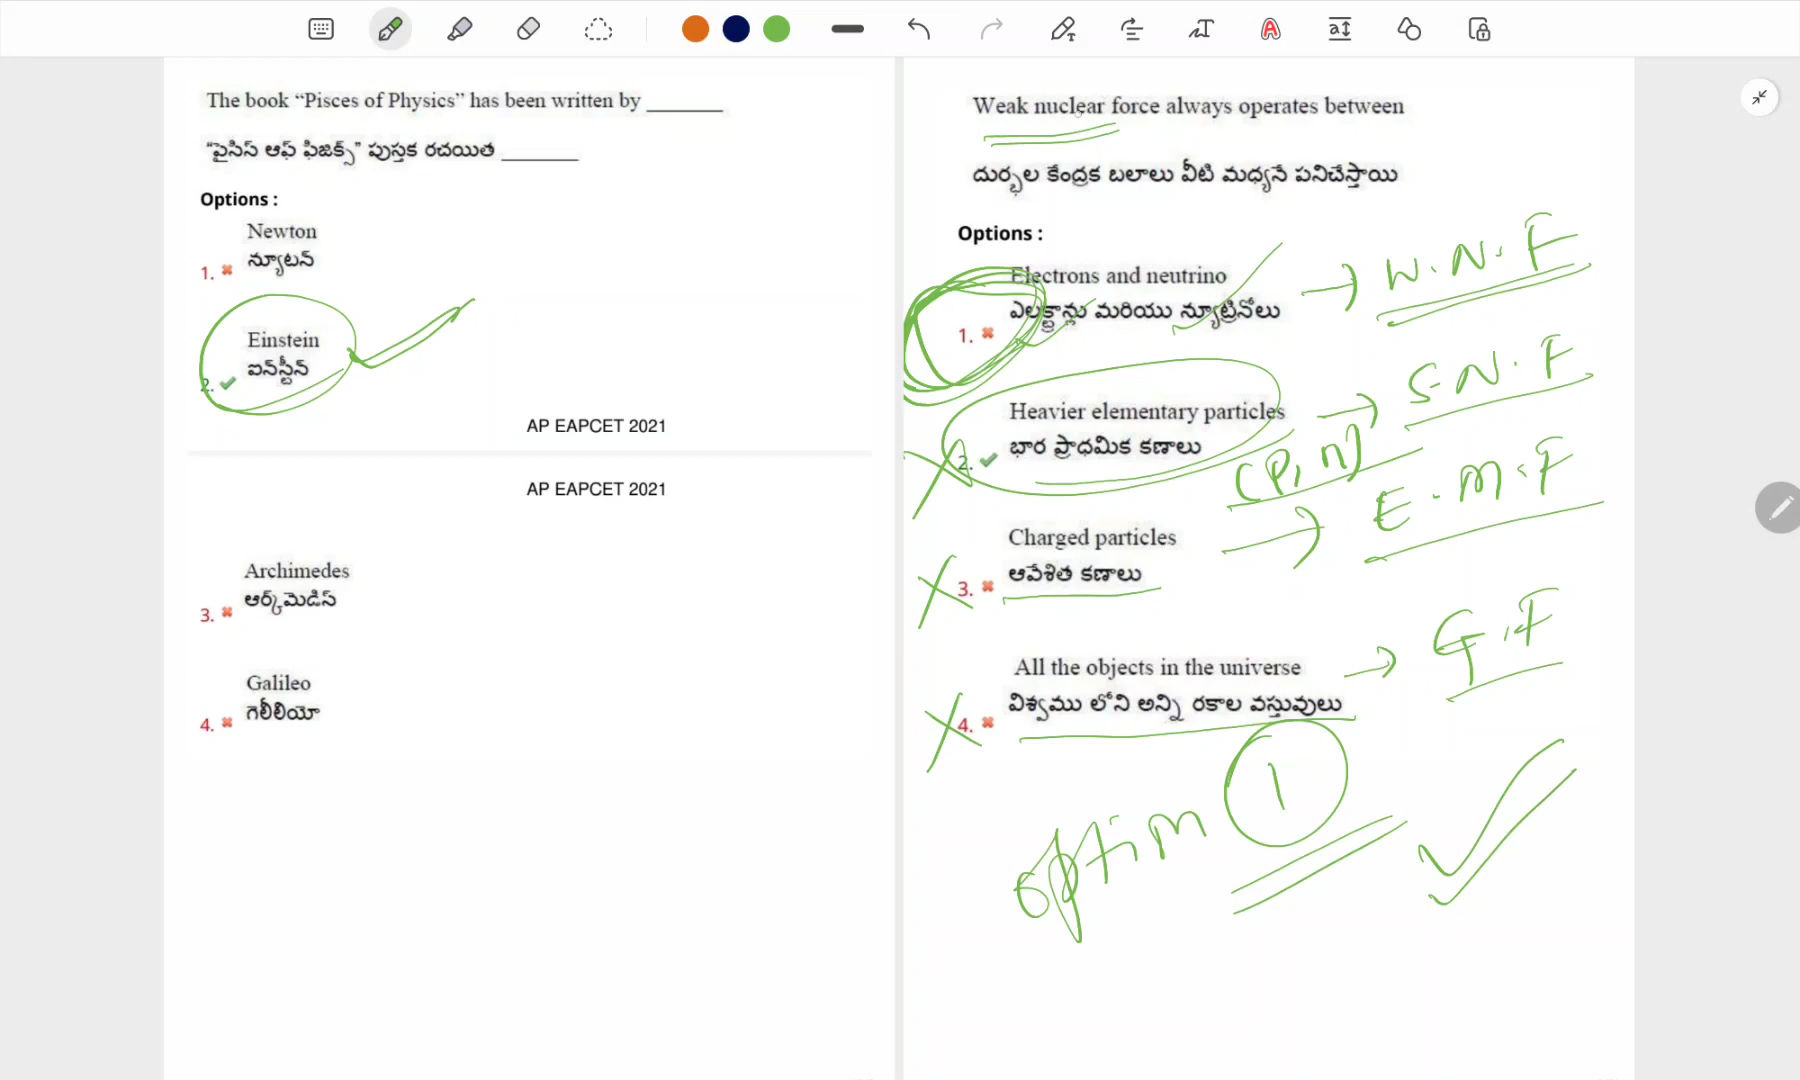 The book “Pisces of Physics” has been written by _______
“పైసిస్ ఆఫ్ ఫిజిక్స్” పుస్తక రచయిత _______
Options :
Newton
1. న్యూటన్
Einstein
2. ఐన్‌స్టీన్
AP EAPCET 2021
AP EAPCET 2021
Archimedes
3. ఆర్కిమెడిస్
Galileo
4. గెలీలియో
Weak nuclear force always operates between
దుర్బల కేంద్రక బలాలు వీటి మధ్యనే పనిచేస్తాయి
Options :
Electrons and neutrino → W.N.F
1. ఎలక్ట్రాన్లు మరియు న్యూట్రినోలు
Heavier elementary particles → S.N.F
2. భార ప్రాధమిక కణాలు (P, n)
Charged particles → E.M.F
3. ఆవేశిత కణాలు
All the objects in the universe → G.F
4. విశ్వము లోని అన్ని రకాల వస్తువులు
option 1